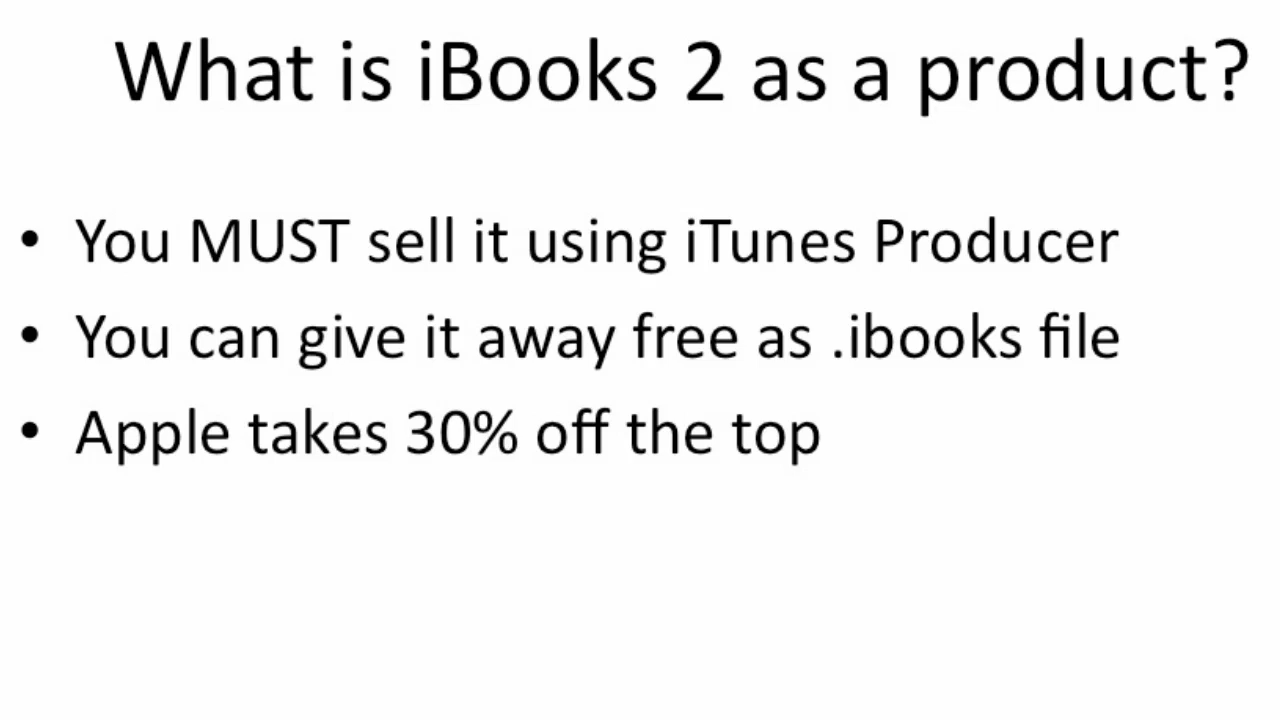 What is iBooks 2 as a product?
• You MUST sell it using iTunes Producer
• You can give it away free as .ibooks file
• Apple takes 30% off the top